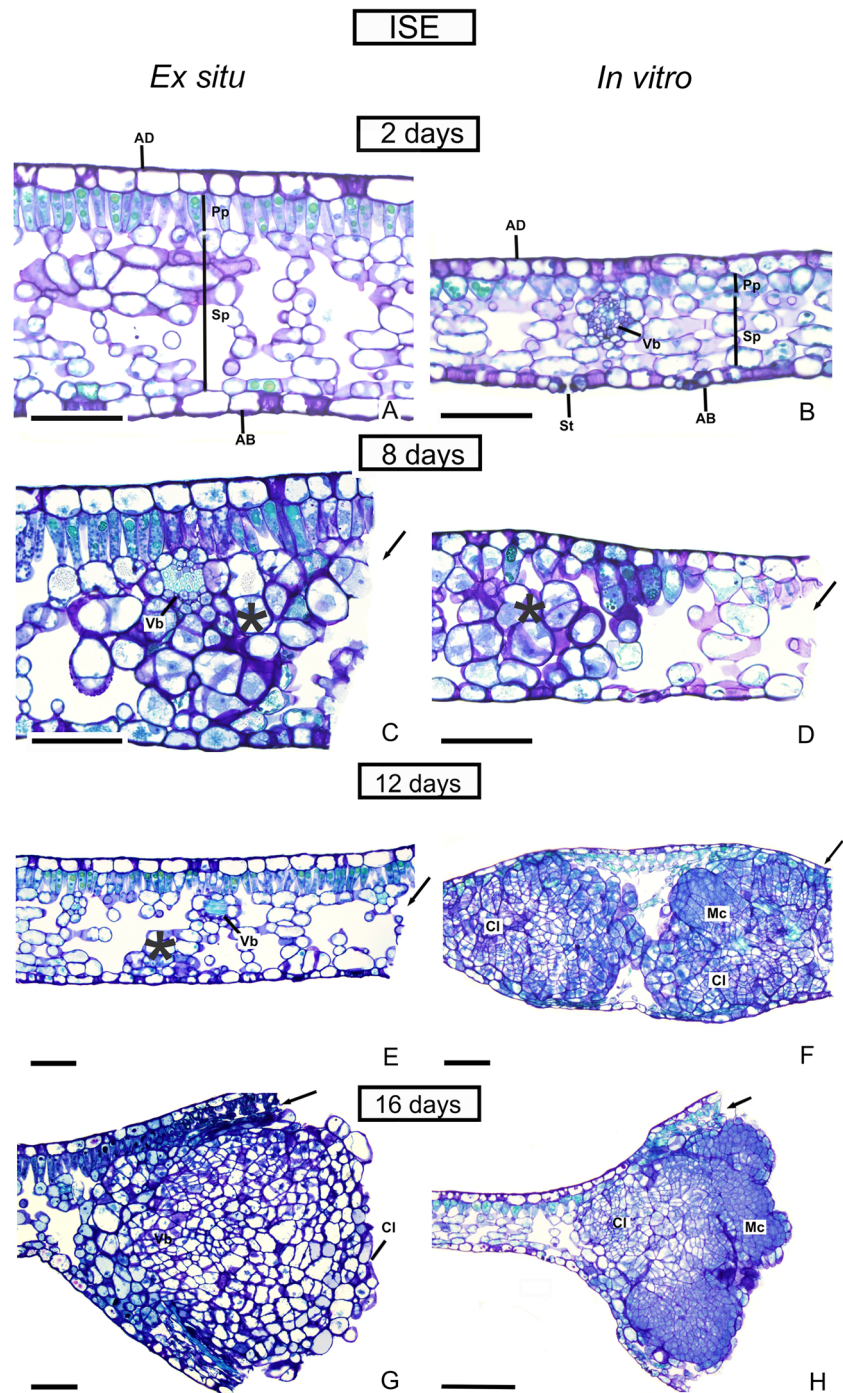 ISE
Ex situ
In vitro
2 days
AD
Pp
Sp
AB
A
AD
Pp
Sp
Vb
St
AB
B
8 days
Vb
*
C
*
D
12 days
*
Vb
E
Cl
Mc
Cl
F
16 days
Vb
Cl
G
Cl
Mc
H